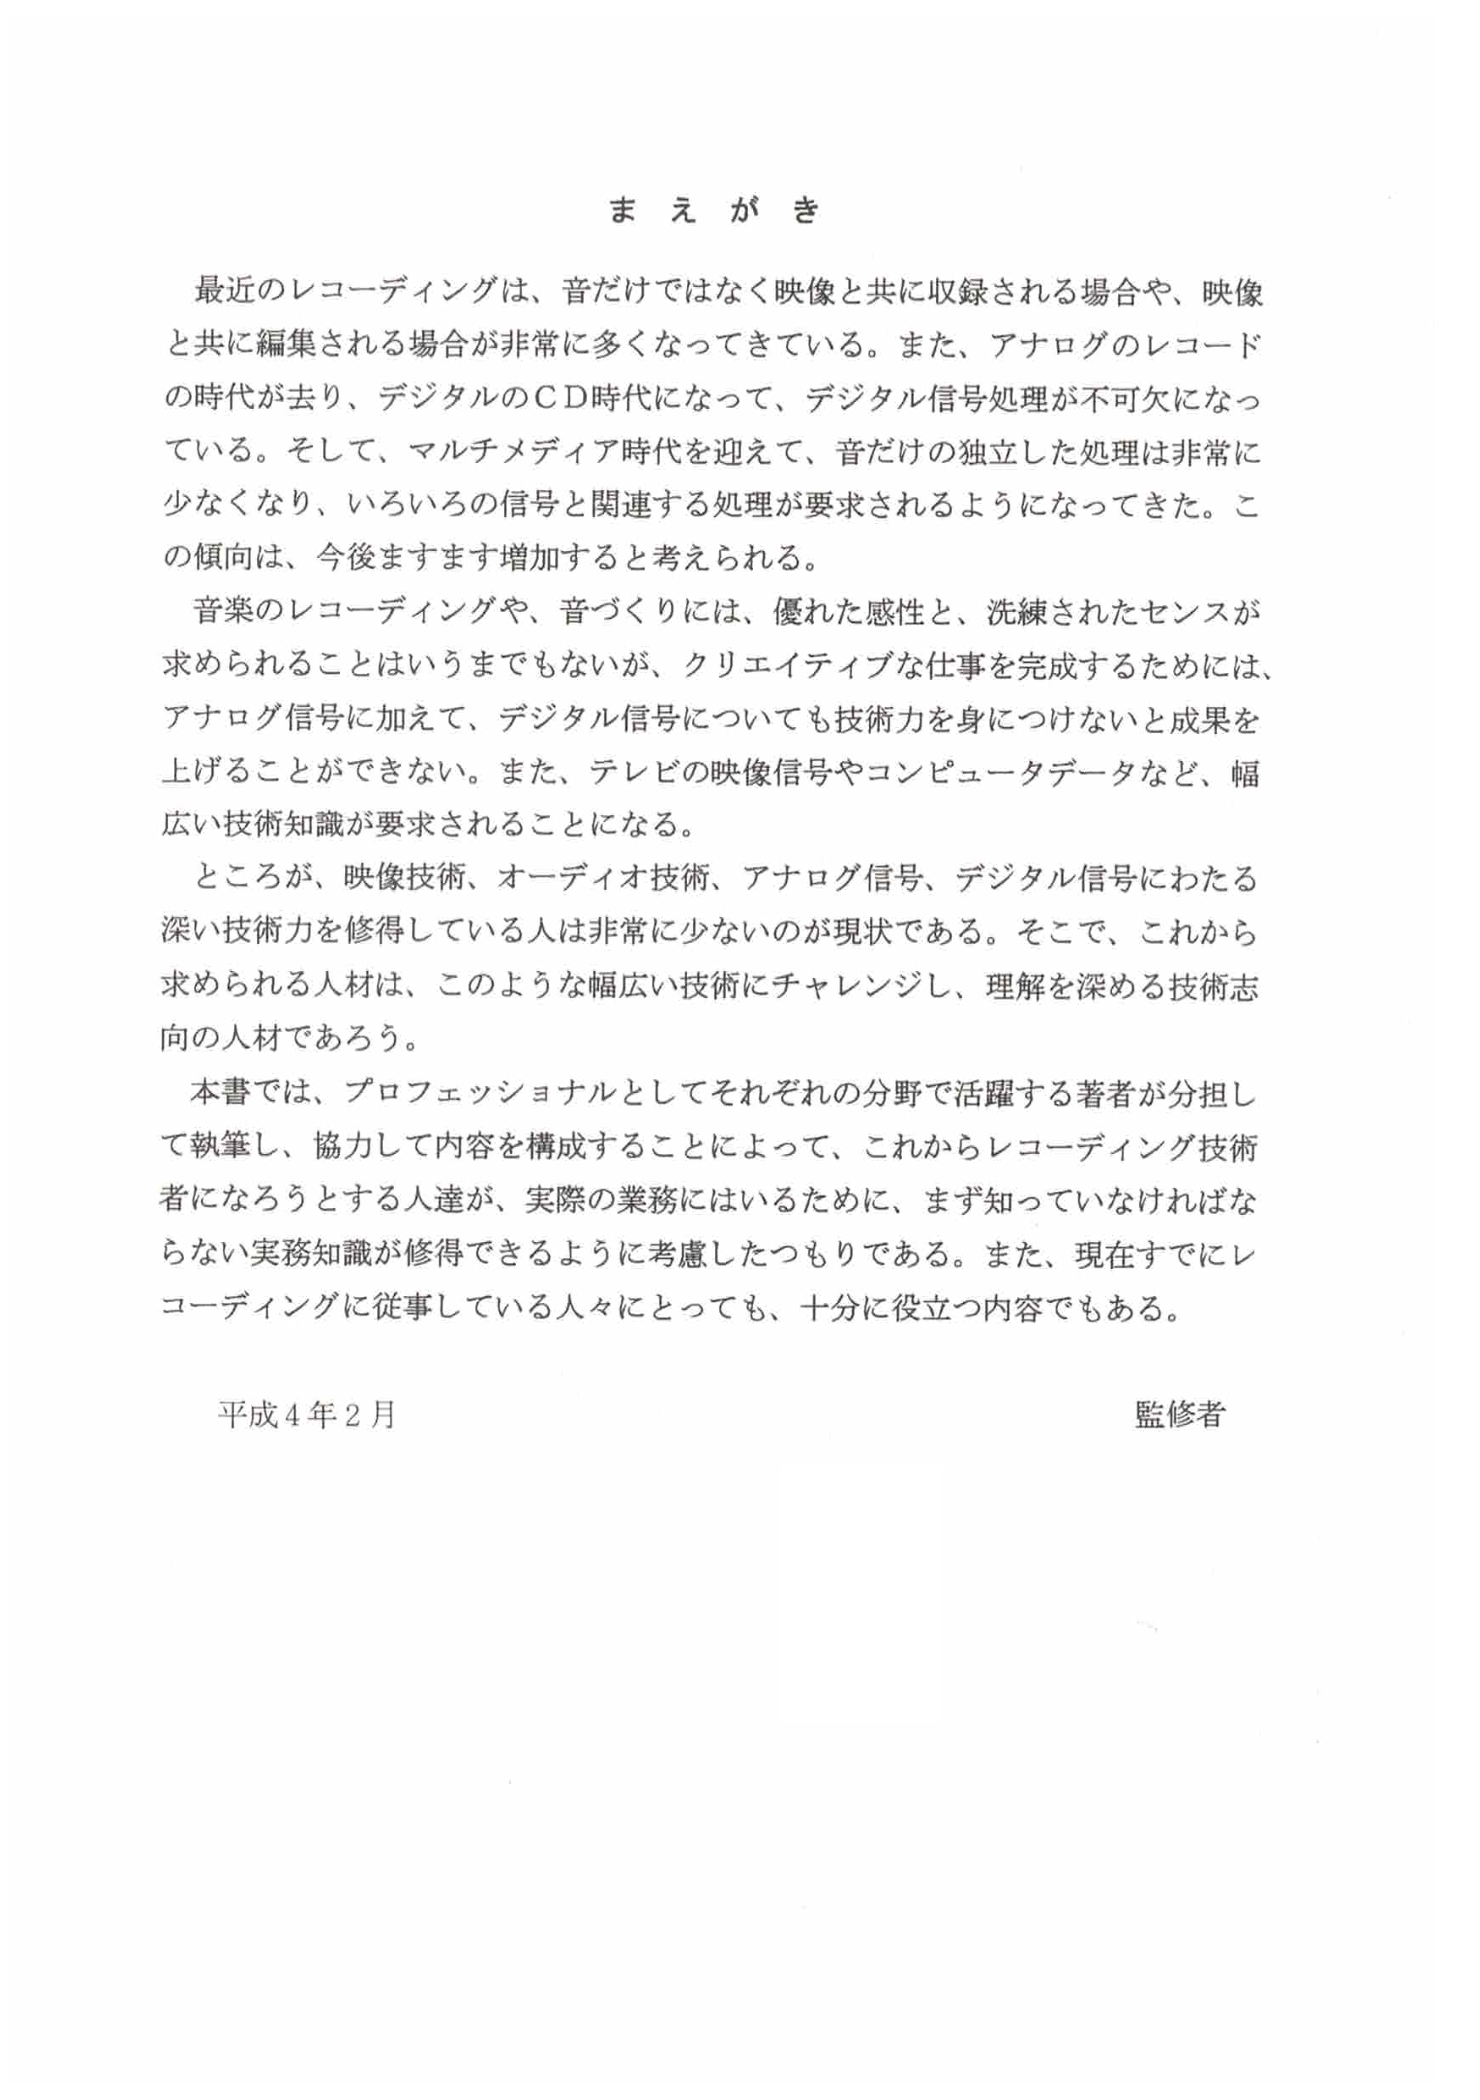 まえがき
最近のレコーディングは、音だけではなく映像と共に収録される場合や、映像
と共に編集される場合が非常に多くなってきている。また、アナログのレコード
の時代が去り、デジタルのＣＤ時代になって、デジタル信号処理が不可欠になっ
ている。そして、マルチメディア時代を迎えて、音だけの独立した処理は非常に
少なくなり、いろいろの信号と関連する処理が要求されるようになってきた。こ
の傾向は、今後ますます増加すると考えられる。
音楽のレコーディングや、音づくりには、優れた感性と、洗練されたセンスが
求められることはいうまでもないが、クリエイティブな仕事を完成するためには、
アナログ信号に加えて、デジタル信号についても技術力を身につけないと成果を
上げることができない。また、テレビの映像信号やコンピュータデータなど、幅
広い技術知識が要求されることになる。
ところが、映像技術、オーディオ技術、アナログ信号、デジタル信号にわたる
深い技術力を修得している人は非常に少ないのが現状である。そこで、これから
求められる人材は、このような幅広い技術にチャレンジし、理解を深める技術志
向の人材であろう。
本書では、プロフェッショナルとしてそれぞれの分野で活躍する著者が分担し
て執筆し、協力して内容を構成することによって、これからレコーディング技術
者になろうとする人達が、実際の業務にはいるために、まず知っていなければな
らない実務知識が修得できるように考慮したつもりである。また、現在すでにレ
コーディングに従事している人々にとっても、十分に役立つ内容でもある。
平成４年２月
監修者